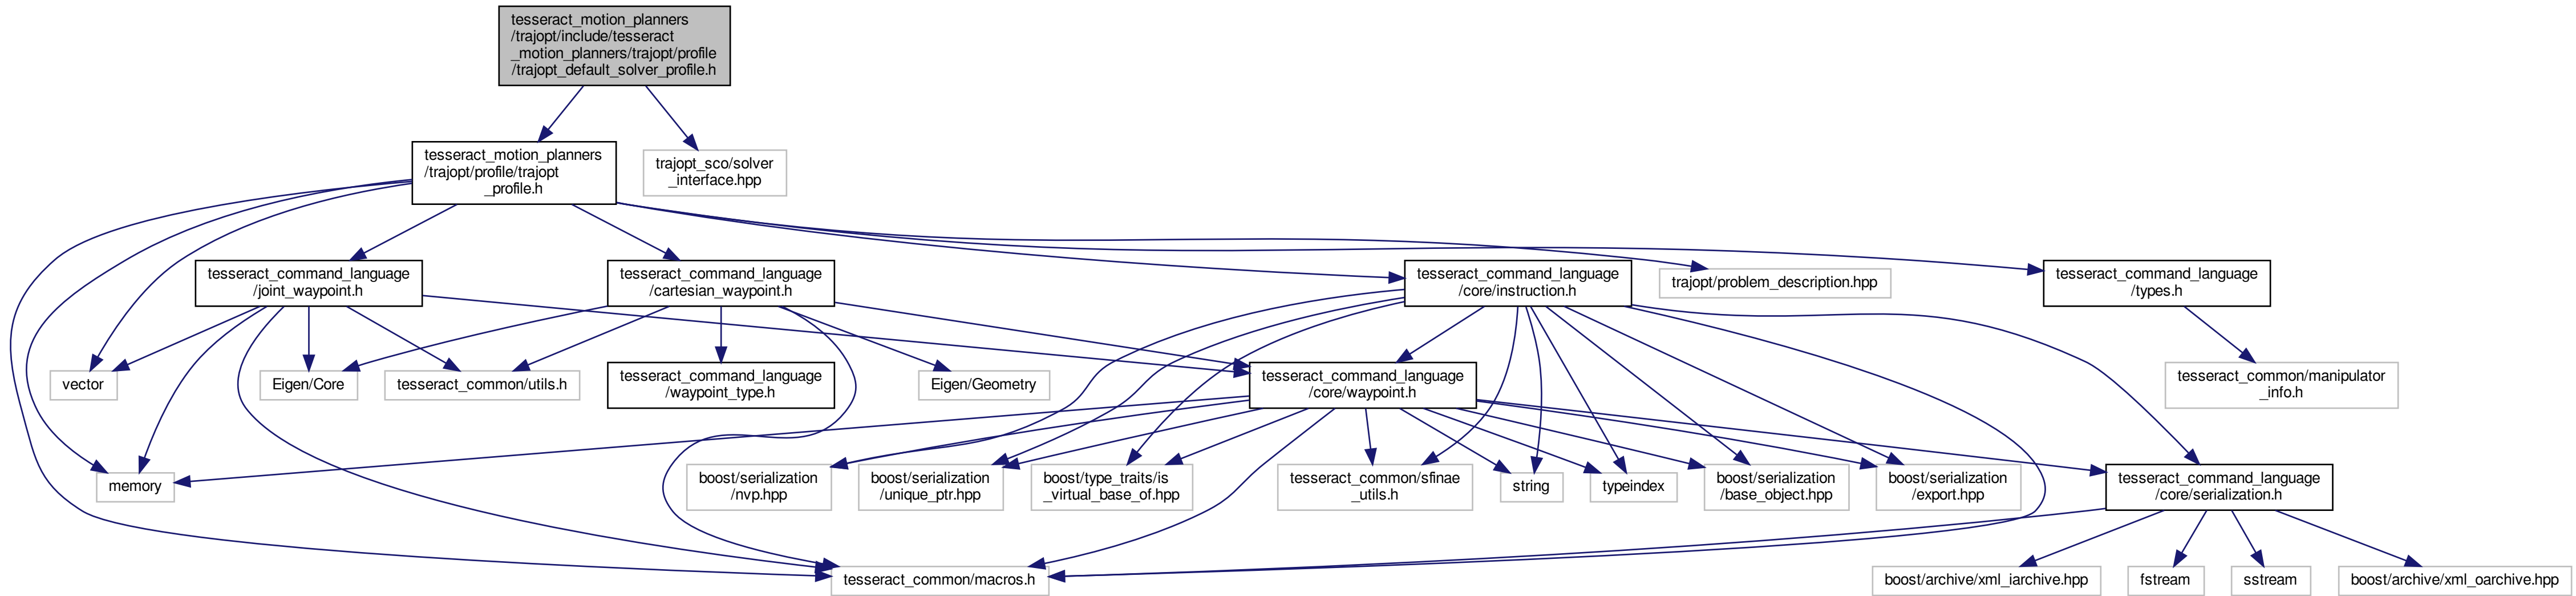 tesseract_motion_planners
/trajopt/include/tesseract
_motion_planners/trajopt/profile
/trajopt_default_solver_profile.h
tesseract_motion_planners
/trajopt/profile/trajopt
_profile.h
trajopt_sco/solver
_interface.hpp
tesseract_command_language
/joint_waypoint.h
tesseract_command_language
/cartesian_waypoint.h
tesseract_command_language
/core/instruction.h
trajopt/problem_description.hpp
tesseract_command_language
/types.h
vector
Eigen/Core
tesseract_common/utils.h
tesseract_command_language
/waypoint_type.h
Eigen/Geometry
tesseract_command_language
/core/waypoint.h
tesseract_common/manipulator
_info.h
memory
boost/serialization
/nvp.hpp
boost/serialization
/unique_ptr.hpp
boost/type_traits/is
_virtual_base_of.hpp
tesseract_common/sfinae
_utils.h
string
typeindex
boost/serialization
/base_object.hpp
boost/serialization
/export.hpp
tesseract_command_language
/core/serialization.h
tesseract_common/macros.h
boost/archive/xml_iarchive.hpp
fstream
sstream
boost/archive/xml_oarchive.hpp